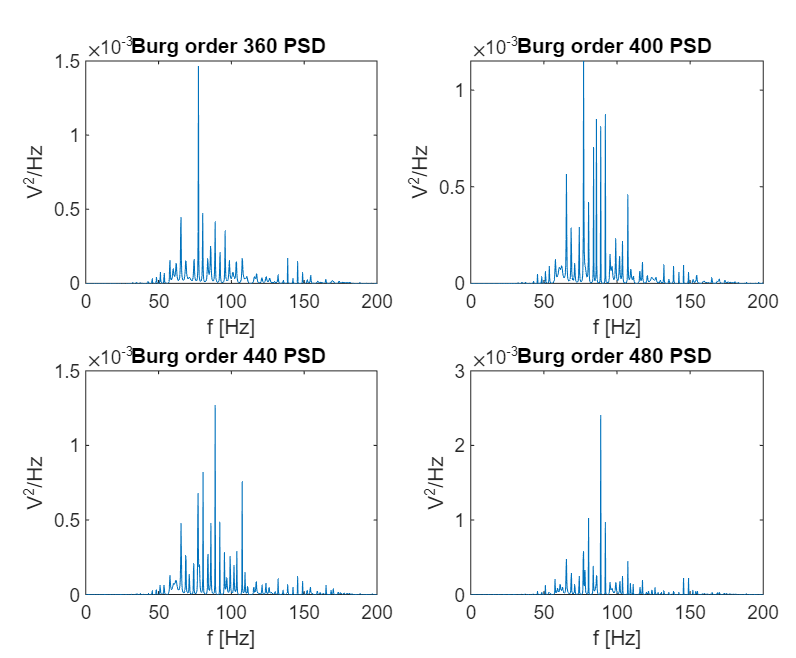 ×10⁻³ Burg order 360 PSD
1.5
1
0.5
0
V²/Hz
0 50 100 150 200
f [Hz]
×10⁻³ Burg order 400 PSD
1
0.5
0
V²/Hz
0 50 100 150 200
f [Hz]
×10⁻³ Burg order 440 PSD
1.5
1
0.5
0
V²/Hz
0 50 100 150 200
f [Hz]
×10⁻³ Burg order 480 PSD
3
2
1
0
V²/Hz
0 50 100 150 200
f [Hz]